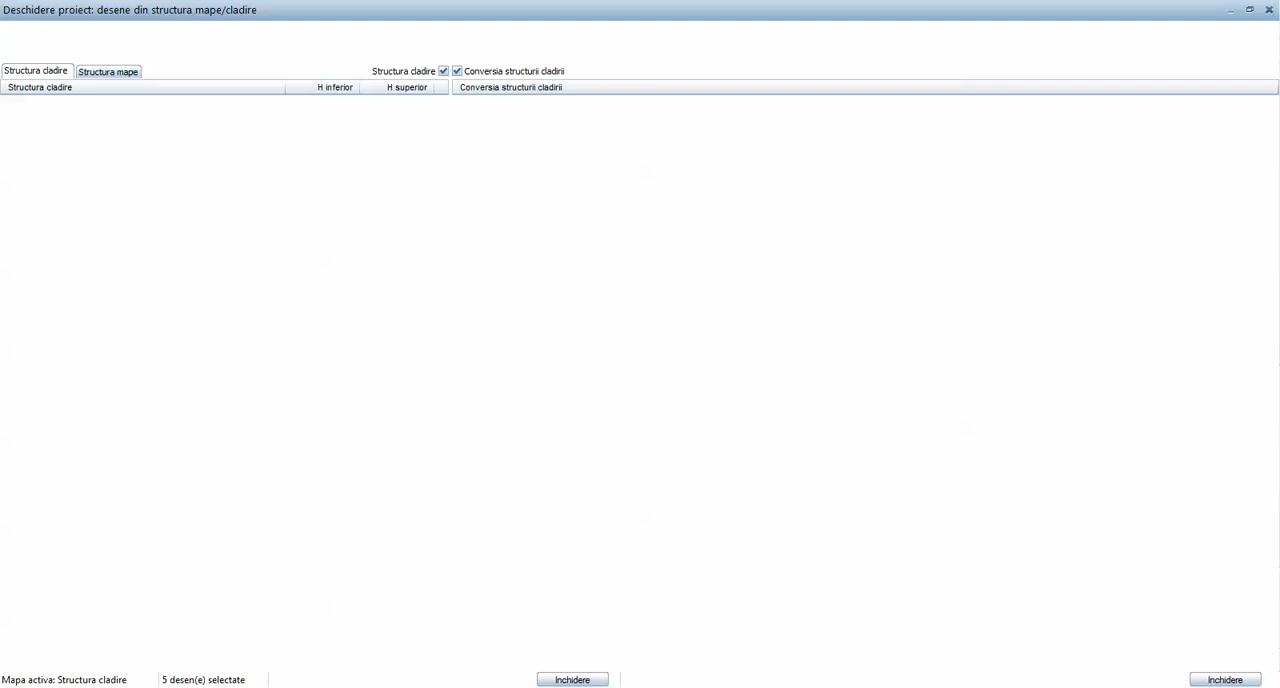 Deschidere proiect: desene din structura mape/cladire
Structura cladire Structura mape Structura cladire Conversia structurii cladirii
Structura cladire H inferior H superior Conversia structurii cladirii
Mapa activa: Structura cladire 5 desen(e) selectate Inchidere Inchidere